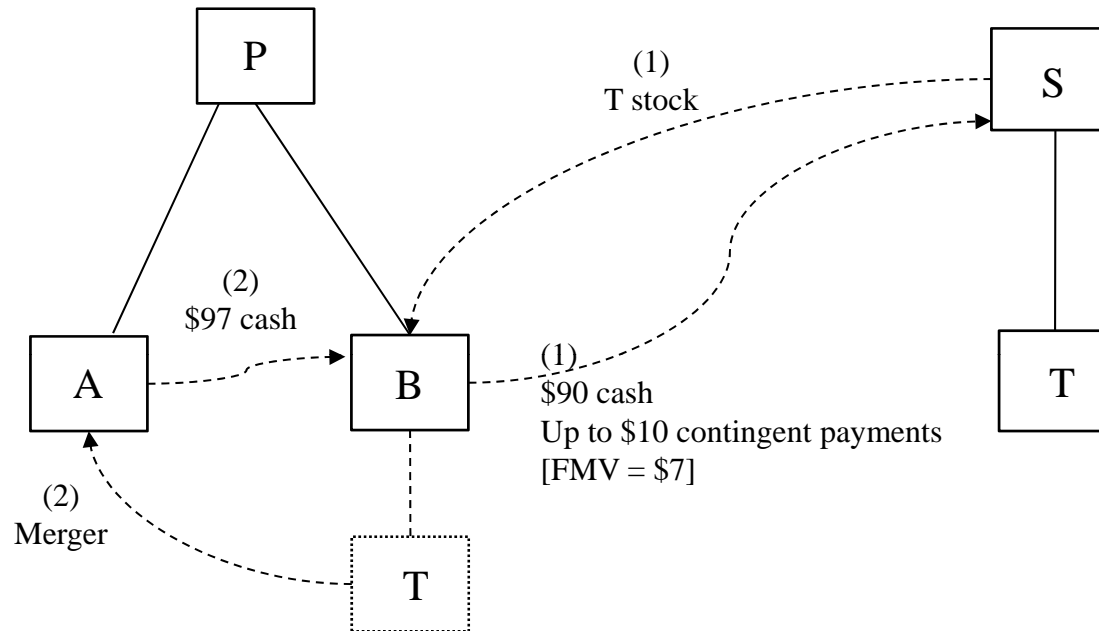 P
(1)
T stock
S
(2)
$97 cash
A
B
(1)
$90 cash
Up to $10 contingent payments
[FMV = $7]
T
(2)
Merger
T